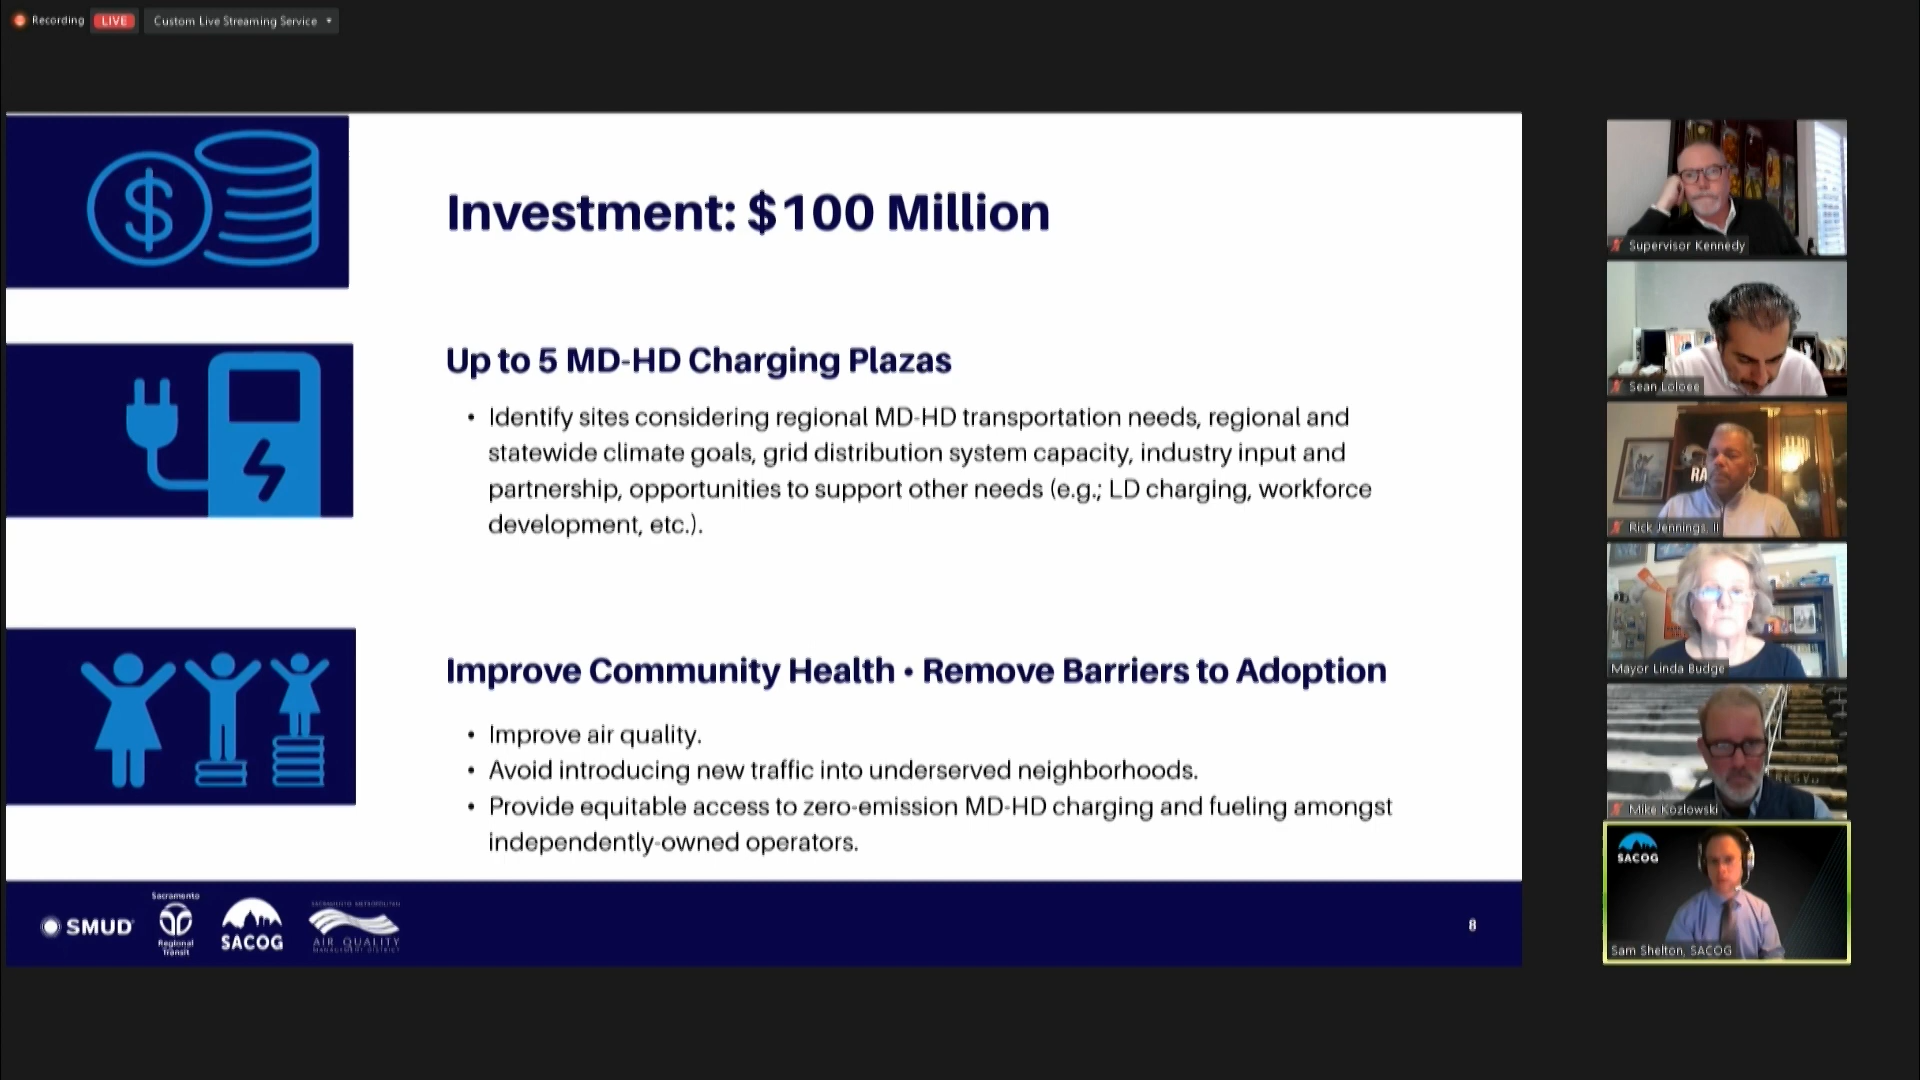 Recording LIVE Custom Live Streaming Service
Investment: $100 Million
Up to 5 MD-HD Charging Plazas
• Identify sites considering regional MD-HD transportation needs, regional and
statewide climate goals, grid distribution system capacity, industry input and
partnership, opportunities to support other needs (e.g.; LD charging, workforce
development, etc.).
Improve Community Health • Remove Barriers to Adoption
• Improve air quality.
• Avoid introducing new traffic into underserved neighborhoods.
• Provide equitable access to zero-emission MD-HD charging and fueling amongst
independently-owned operators.
SMUD
Sacramento
Regional
Transit
SACOG
SACRAMENTO METROPOLITAN
AIR QUALITY
MANAGEMENT DISTRICT
8
Supervisor Kennedy
Sean Loloee
RA
Rick Jennings, II
Mayor Linda Budge
Mike Kozlowski
SACOG
Sam Shelton, SACOG